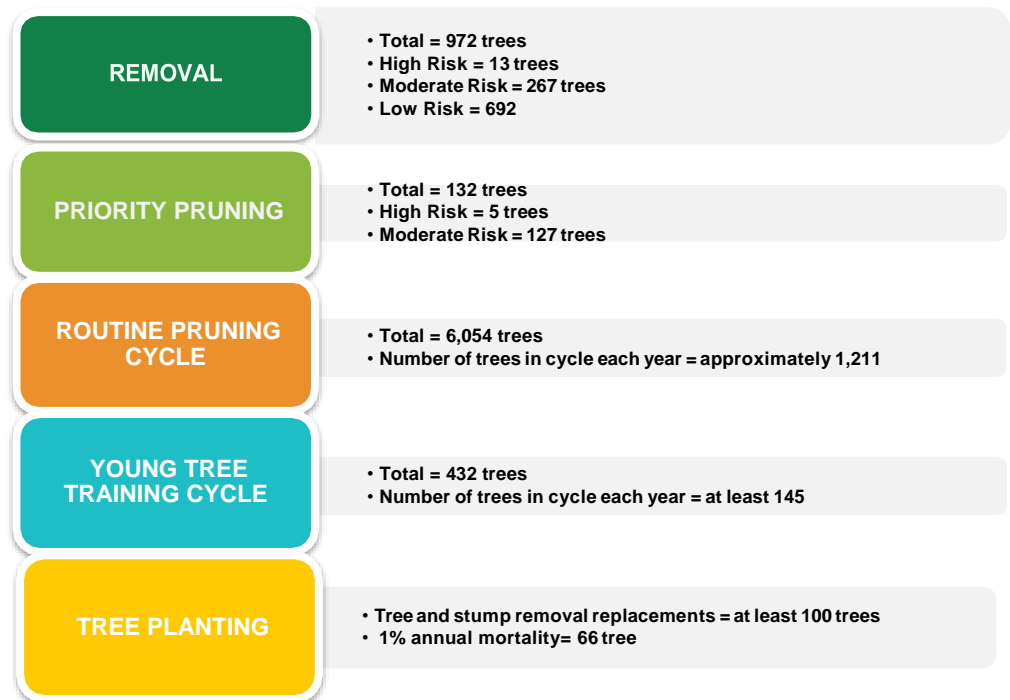 REMOVAL
• Total = 972 trees
• High Risk = 13 trees
• Moderate Risk = 267 trees
• Low Risk = 692
PRIORITY PRUNING
• Total = 132 trees
• High Risk = 5 trees
• Moderate Risk = 127 trees
ROUTINE PRUNING
CYCLE
• Total = 6,054 trees
• Number of trees in cycle each year = approximately 1,211
YOUNG TREE
TRAINING CYCLE
• Total = 432 trees
• Number of trees in cycle each year = at least 145
TREE PLANTING
• Tree and stump removal replacements = at least 100 trees
• 1% annual mortality= 66 tree